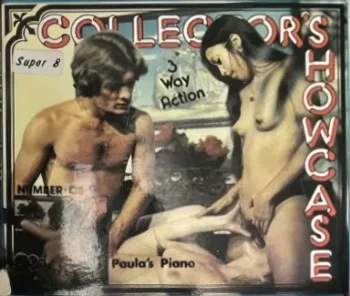 COLLECTOR'S
SHOWCASE
Super 8
3
Way
Action
NUMBER:
Paula's Piano